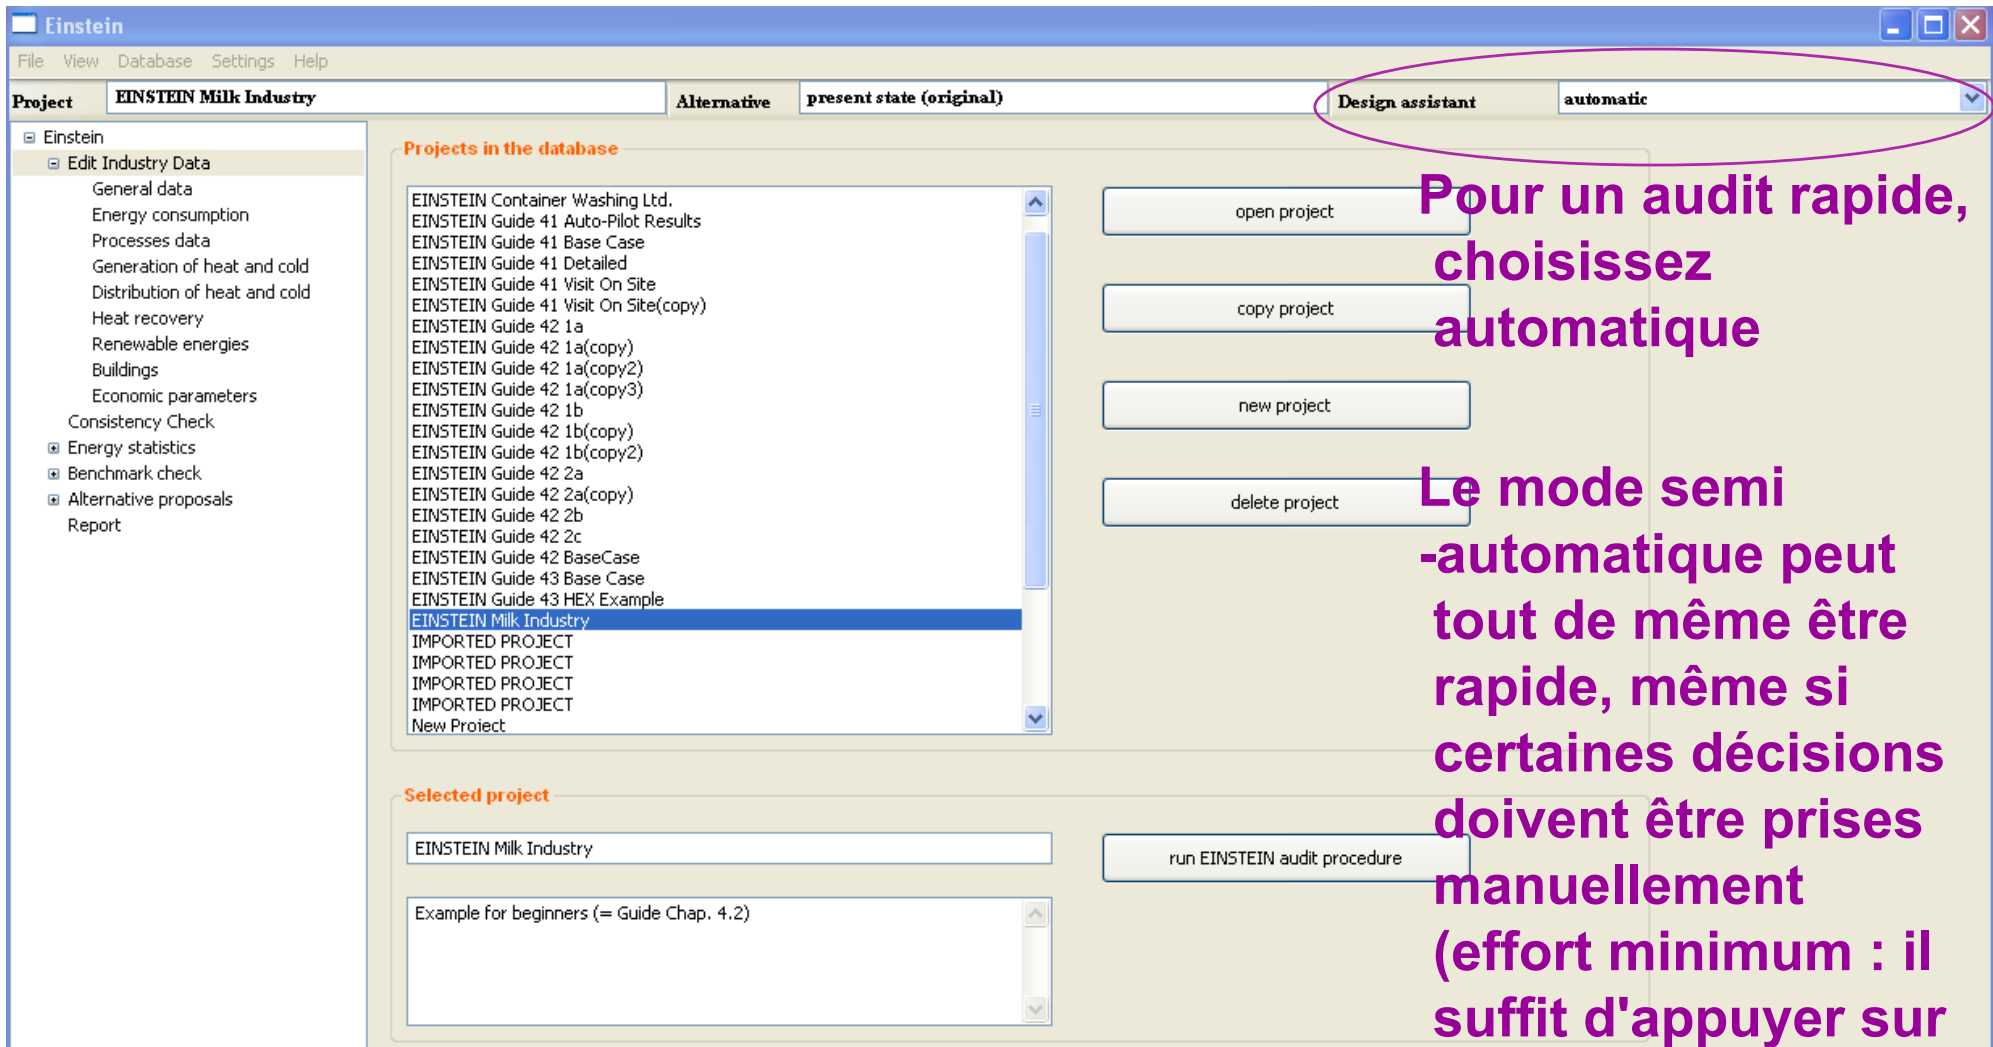 Einstein
File View Database Settings Help
Project EINSTEIN Milk Industry Alternative present state (original) Design assistant automatic
Einstein
Edit Industry Data
General data
Energy consumption
Processes data
Generation of heat and cold
Distribution of heat and cold
Heat recovery
Renewable energies
Buildings
Economic parameters
Consistency Check
Energy statistics
Benchmark check
Alternative proposals
Report
Projects in the database
EINSTEIN Container Washing Ltd.
EINSTEIN Guide 41 Auto-Pilot Results
EINSTEIN Guide 41 Base Case
EINSTEIN Guide 41 Detailed
EINSTEIN Guide 41 Visit On Site
EINSTEIN Guide 41 Visit On Site(copy)
EINSTEIN Guide 42 1a
EINSTEIN Guide 42 1a(copy)
EINSTEIN Guide 42 1a(copy2)
EINSTEIN Guide 42 1a(copy3)
EINSTEIN Guide 42 1b
EINSTEIN Guide 42 1b(copy)
EINSTEIN Guide 42 1b(copy2)
EINSTEIN Guide 42 2a
EINSTEIN Guide 42 2a(copy)
EINSTEIN Guide 42 2b
EINSTEIN Guide 42 2c
EINSTEIN Guide 42 BaseCase
EINSTEIN Guide 43 Base Case
EINSTEIN Guide 43 HEX Example
EINSTEIN Milk Industry
IMPORTED PROJECT
IMPORTED PROJECT
IMPORTED PROJECT
IMPORTED PROJECT
New Project
open project
copy project
new project
delete project
Selected project
EINSTEIN Milk Industry
Example for beginners (= Guide Chap. 4.2)
run EINSTEIN audit procedure
Pour un audit rapide,
choisissez
automatique
Le mode semi
-automatique peut
tout de même être
rapide, même si
certaines décisions
doivent être prises
manuellement
(effort minimum : il
suffit d'appuyer sur